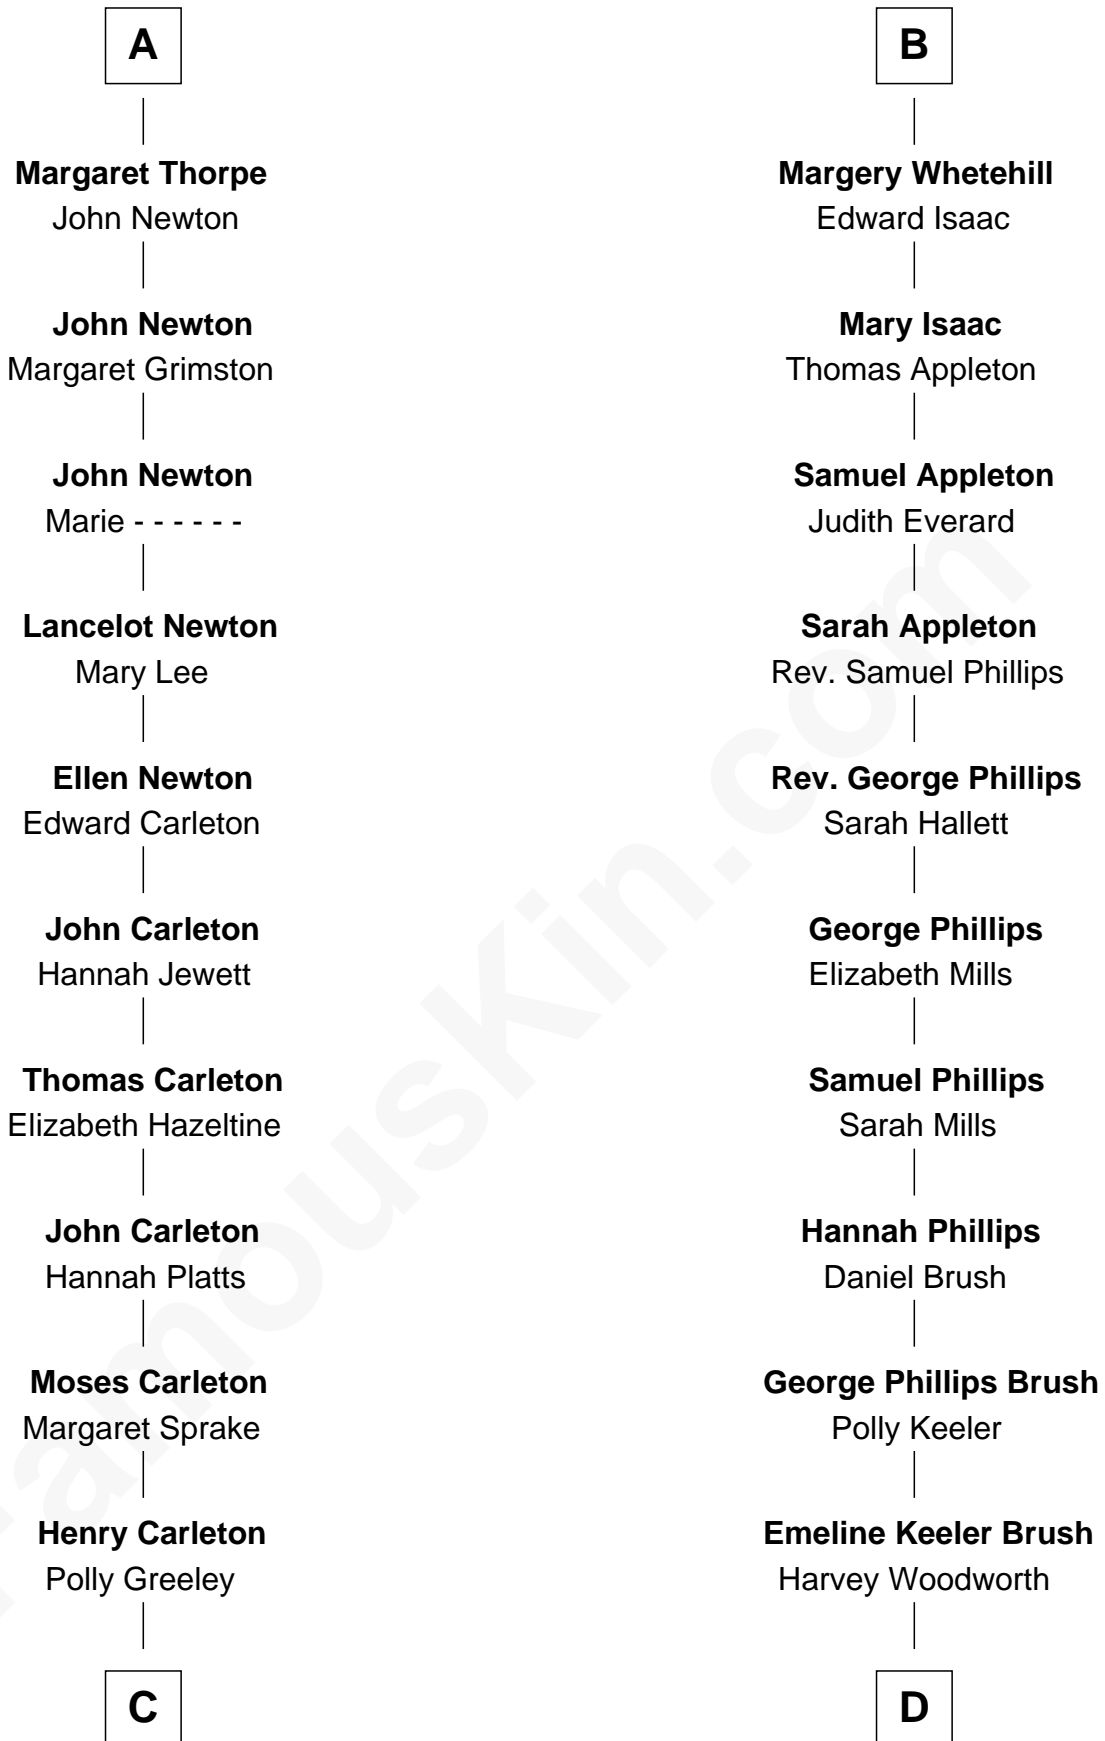 A
Margaret Thorpe
John Newton
John Newton
Margaret Grimston
John Newton
Marie - - - - - -
Lancelot Newton
Mary Lee
Ellen Newton
Edward Carleton
John Carleton
Hannah Jewett
Thomas Carleton
Elizabeth Hazeltine
John Carleton
Hannah Platts
Moses Carleton
Margaret Sprake
Henry Carleton
Polly Greeley
C
B
Margery Whetehill
Edward Isaac
Mary Isaac
Thomas Appleton
Samuel Appleton
Judith Everard
Sarah Appleton
Rev. Samuel Phillips
Rev. George Phillips
Sarah Hallett
George Phillips
Elizabeth Mills
Samuel Phillips
Sarah Mills
Hannah Phillips
Daniel Brush
George Phillips Brush
Polly Keeler
Emeline Keeler Brush
Harvey Woodworth
D
FamousKin.com